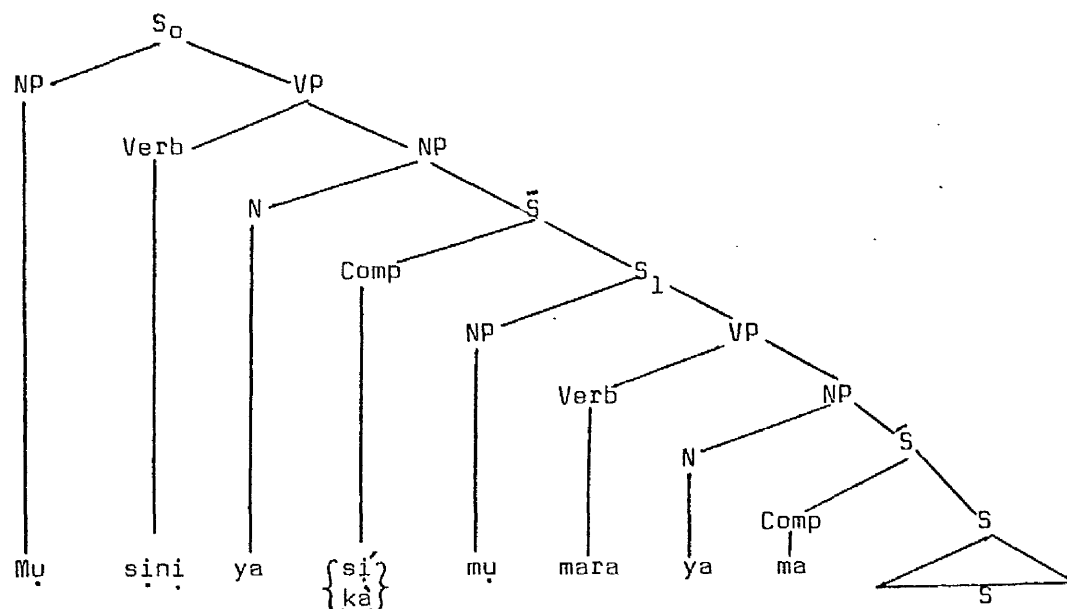 S₀
NP VP
Verb NP
N S̄
Comp S₁
NP VP
Verb NP
N S̄
Comp S
Mụ sịnị ya {sị́ mụ mara ya ma S
kà}